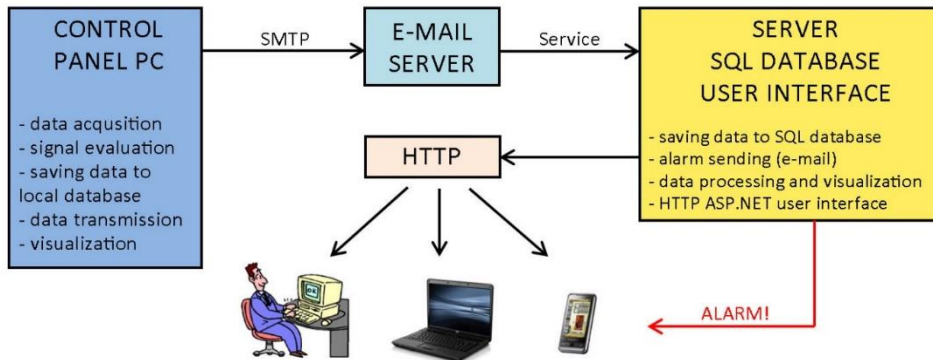 CONTROL
PANEL PC
- data acqusition
- signal evaluation
- saving data to
local database
- data transmission
- visualization
SMTP
E-MAIL
SERVER
Service
SERVER
SQL DATABASE
USER INTERFACE
- saving data to SQL database
- alarm sending (e-mail)
- data processing and visualization
- HTTP ASP.NET user interface
HTTP
OK
ALARM!